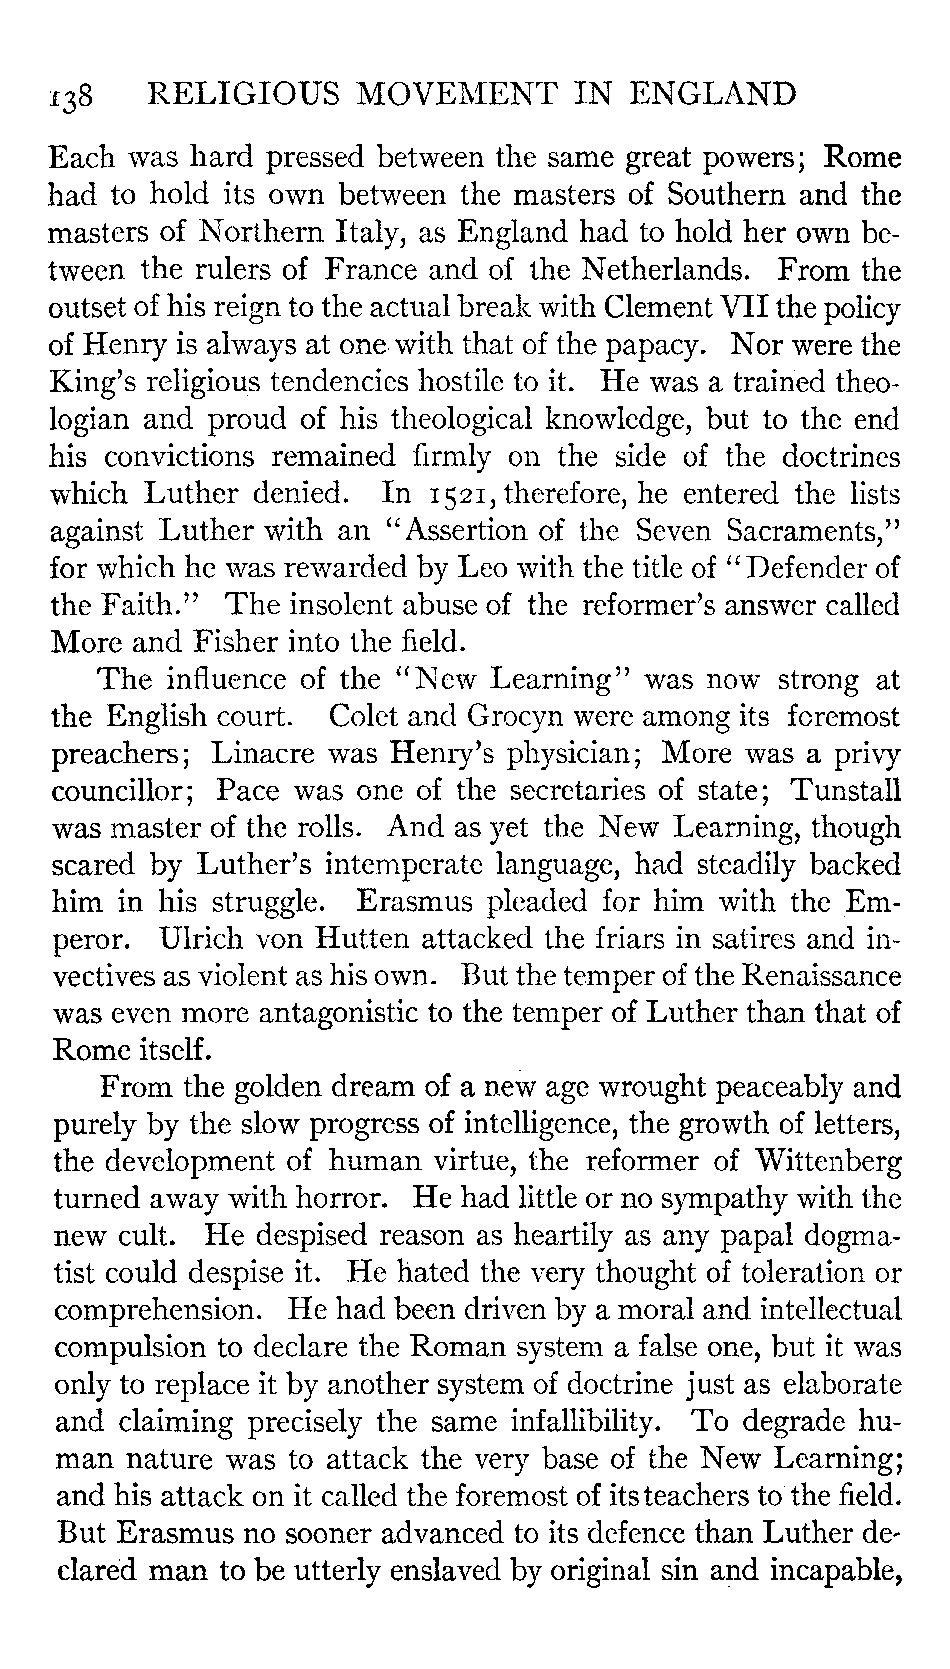 138 RELIGIOUS MOVEMENT IN ENGLAND
Each was hard pressed between the same great powers; Rome
had to hold its own between the masters of Southern and the
masters of Northern Italy, as England had to hold her own be-
tween the rulers of France and of the Netherlands. From the
outset of his reign to the actual break with Clement VII the policy
of Henry is always at one with that of the papacy. Nor were the
King's religious tendencies hostile to it. He was a trained theo-
logian and proud of his theological knowledge, but to the end
his convictions remained firmly on the side of the doctrines
which Luther denied. In 1521, therefore, he entered the lists
against Luther with an "Assertion of the Seven Sacraments,"
for which he was rewarded by Leo with the title of "Defender of
the Faith." The insolent abuse of the reformer's answer called
More and Fisher into the field.
The influence of the "New Learning" was now strong at
the English court. Colet and Grocyn were among its foremost
preachers; Linacre was Henry's physician; More was a privy
councillor; Pace was one of the secretaries of state; Tunstall
was master of the rolls. And as yet the New Learning, though
scared by Luther's intemperate language, had steadily backed
him in his struggle. Erasmus pleaded for him with the Em-
peror. Ulrich von Hutten attacked the friars in satires and in-
vectives as violent as his own. But the temper of the Renaissance
was even more antagonistic to the temper of Luther than that of
Rome itself.
From the golden dream of a new age wrought peaceably and
purely by the slow progress of intelligence, the growth of letters,
the development of human virtue, the reformer of Wittenberg
turned away with horror. He had little or no sympathy with the
new cult. He despised reason as heartily as any papal dogma-
tist could despise it. He hated the very thought of toleration or
comprehension. He had been driven by a moral and intellectual
compulsion to declare the Roman system a false one, but it was
only to replace it by another system of doctrine just as elaborate
and claiming precisely the same infallibility. To degrade hu-
man nature was to attack the very base of the New Learning;
and his attack on it called the foremost of its teachers to the field.
But Erasmus no sooner advanced to its defence than Luther de-
clared man to be utterly enslaved by original sin and incapable,